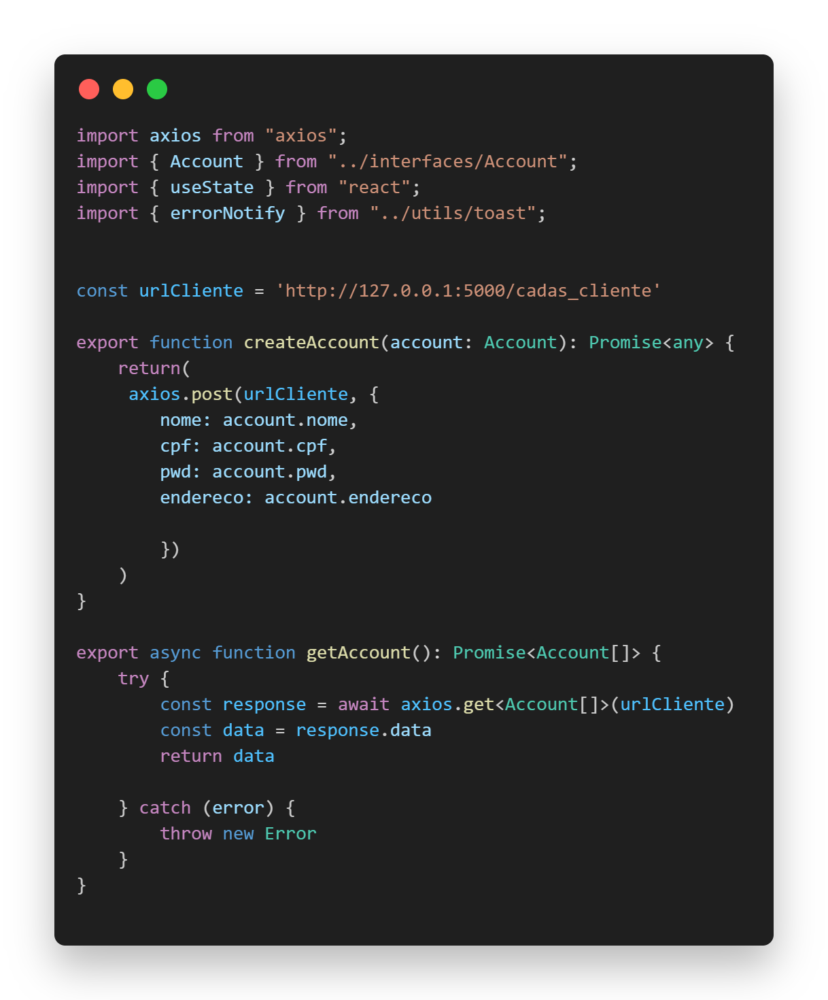 import axios from "axios";
import { Account } from "../interfaces/Account";
import { useState } from "react";
import { errorNotify } from "../utils/toast";
const urlCliente = 'http://127.0.0.1:5000/cadas_cliente'
export function createAccount(account: Account): Promise<any> {
    return(
     axios.post(urlCliente, {
        nome: account.nome,
        cpf: account.cpf,
        pwd: account.pwd,
        endereco: account.endereco
        })
    )
}
export async function getAccount(): Promise<Account[]> {
    try {
        const response = await axios.get<Account[]>(urlCliente)
        const data = response.data
        return data
    } catch (error) {
        throw new Error
    }
}